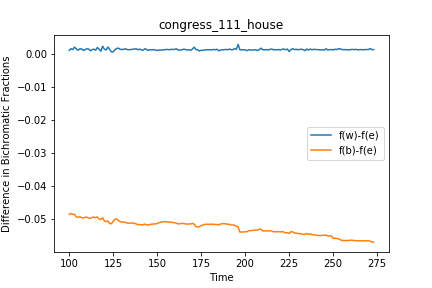 congress_111_house
Difference in Bichromatic Fractions
0.00
−0.01
−0.02
−0.03
−0.04
−0.05
f(w)-f(e)
f(b)-f(e)
100 125 150 175 200 225 250 275
Time